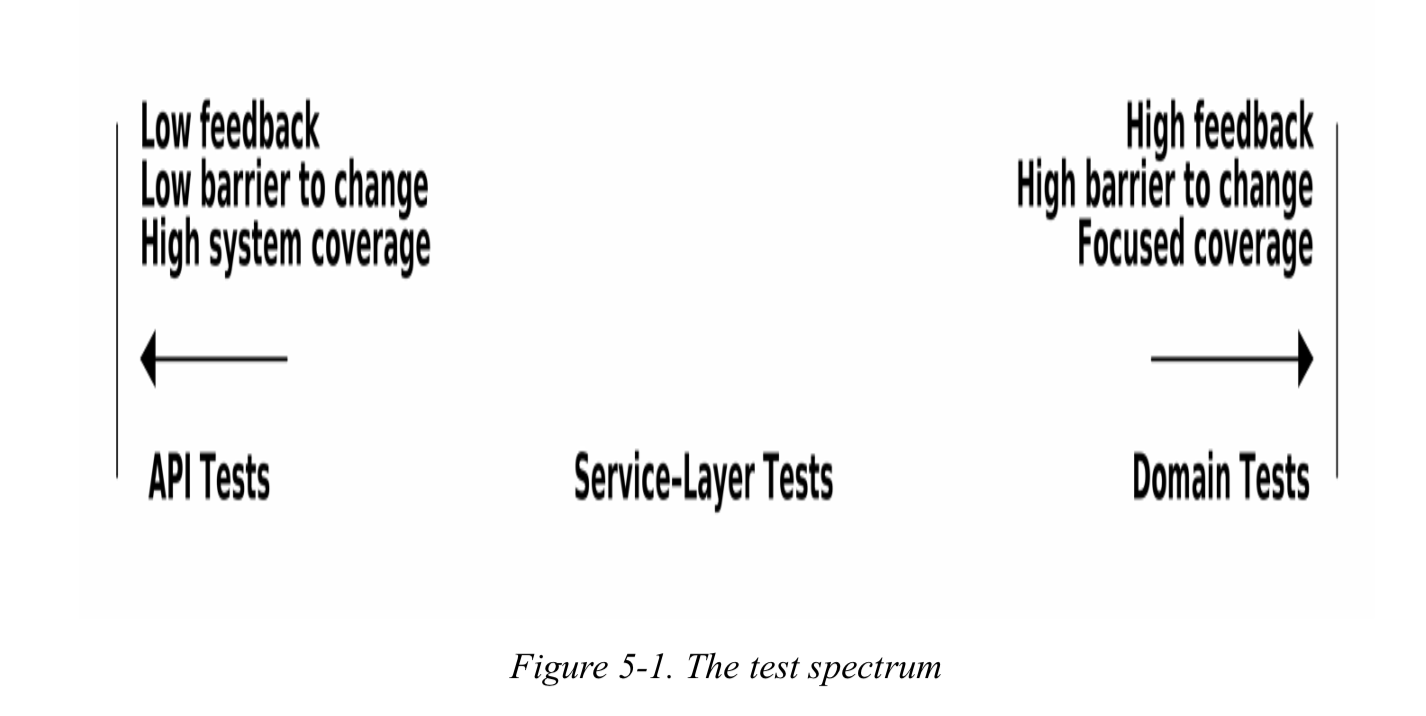 Low feedback
Low barrier to change
High system coverage
High feedback
High barrier to change
Focused coverage
API Tests
Service-Layer Tests
Domain Tests
Figure 5-1. The test spectrum